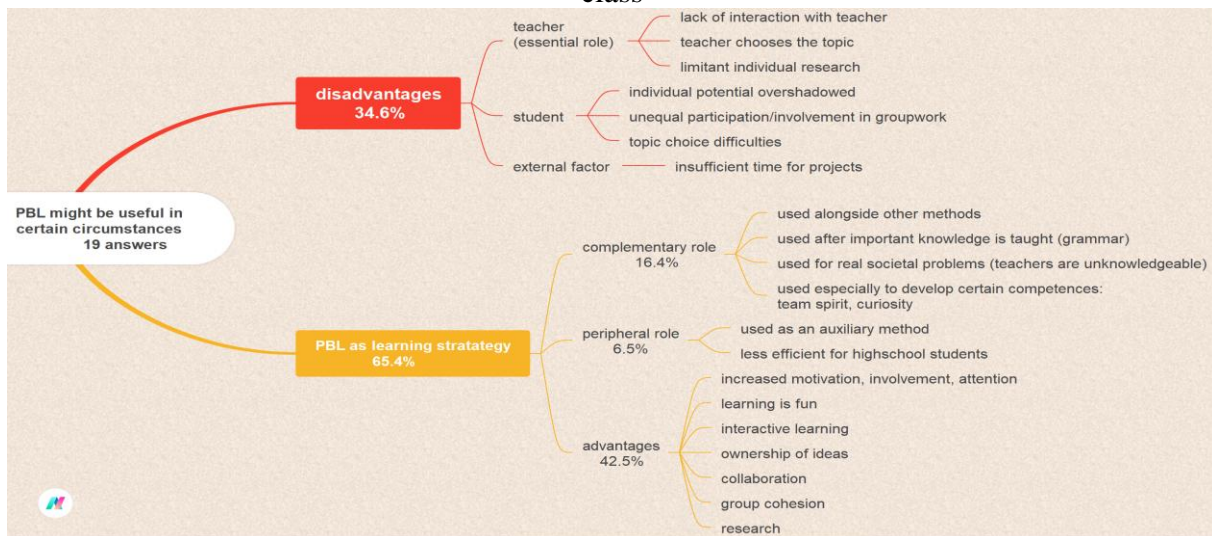 class
PBL might be useful in
certain circumstances
19 answers
disadvantages
34.6%
teacher
(essential role)
lack of interaction with teacher
teacher chooses the topic
limitant individual research
student
individual potential overshadowed
unequal participation/involvement in groupwork
topic choice difficulties
external factor
insufficient time for projects
PBL as learning stratategy
65.4%
complementary role
16.4%
used alongside other methods
used after important knowledge is taught (grammar)
used for real societal problems (teachers are unknowledgeable)
used especially to develop certain competences:
team spirit, curiosity
peripheral role
6.5%
used as an auxiliary method
less efficient for highschool students
advantages
42.5%
increased motivation, involvement, attention
learning is fun
interactive learning
ownership of ideas
collaboration
group cohesion
research